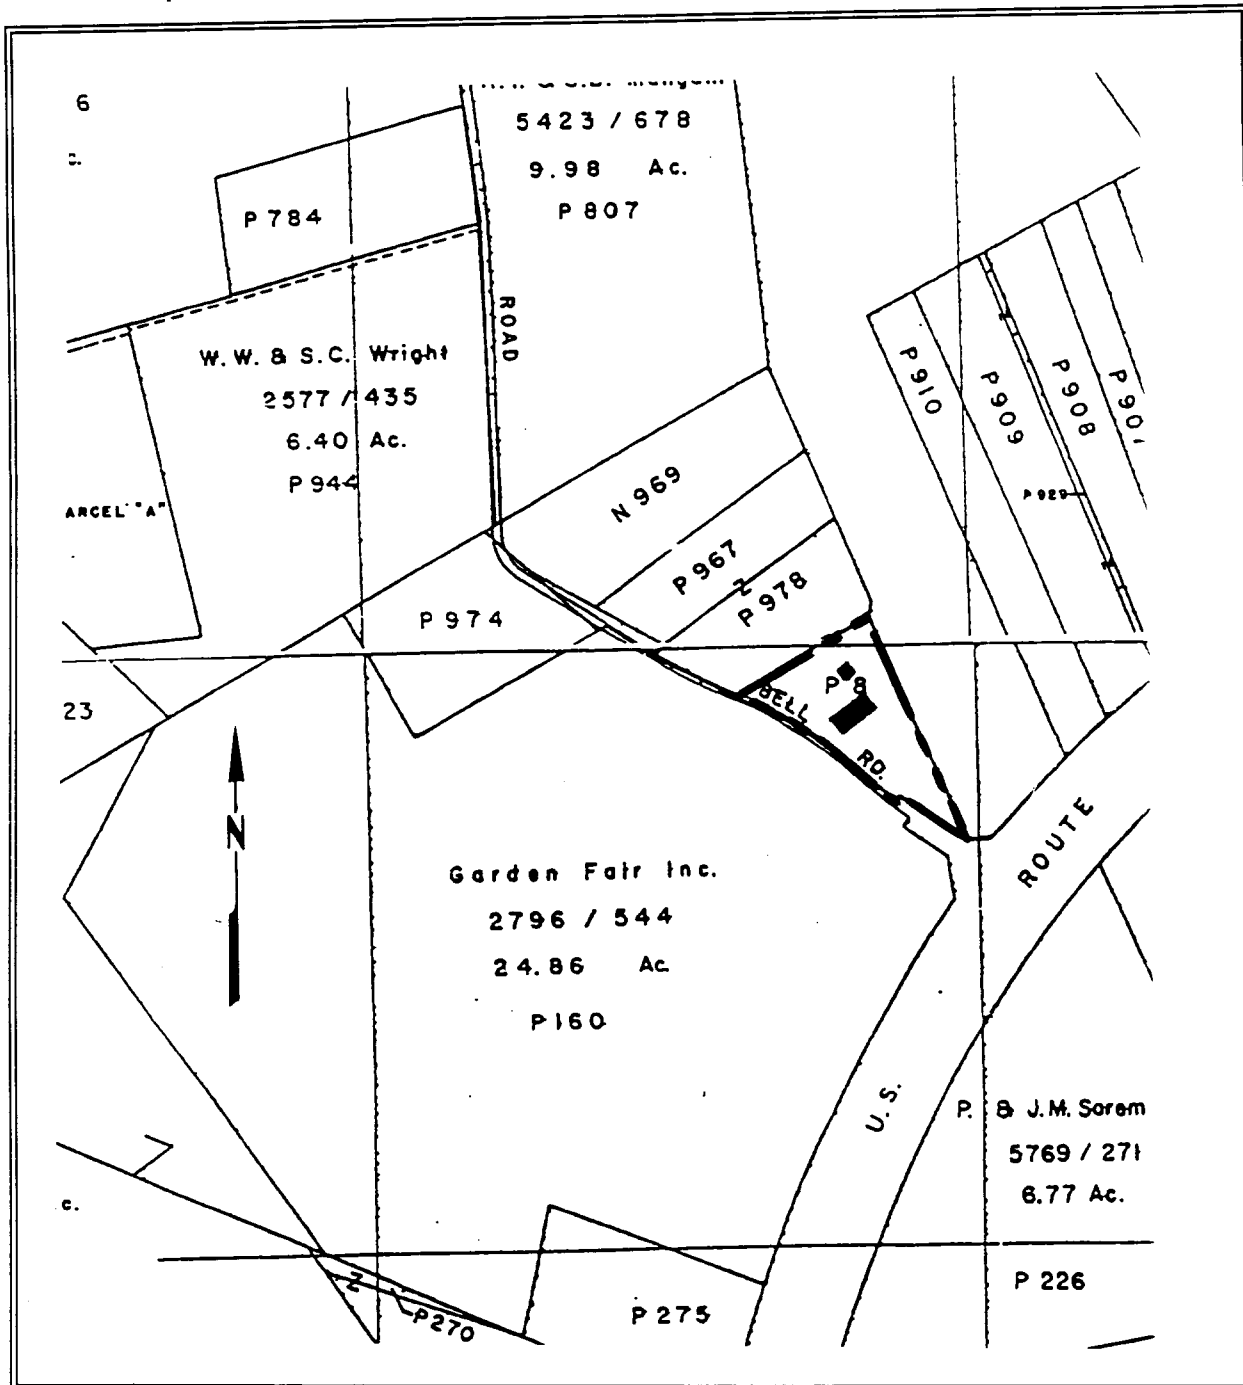 6
5423 / 678
9.98 Ac.
P 807
P 784
ROAD
W. W. & S. C. Wright
2577 / 435
6.40 Ac.
P 944
ARCEL "A"
P 910
P 909
P 908
P 929
N 969
P 967
Z
P 978
P 974
P 8
BELL
RD.
23
N
ROUTE
Garden Fair Inc.
2796 / 544
24.86 Ac.
P 160
U. S.
P. & J. M. Sorem
5769 / 271
6.77 Ac.
c.
P 226
Z
P 270
P 275